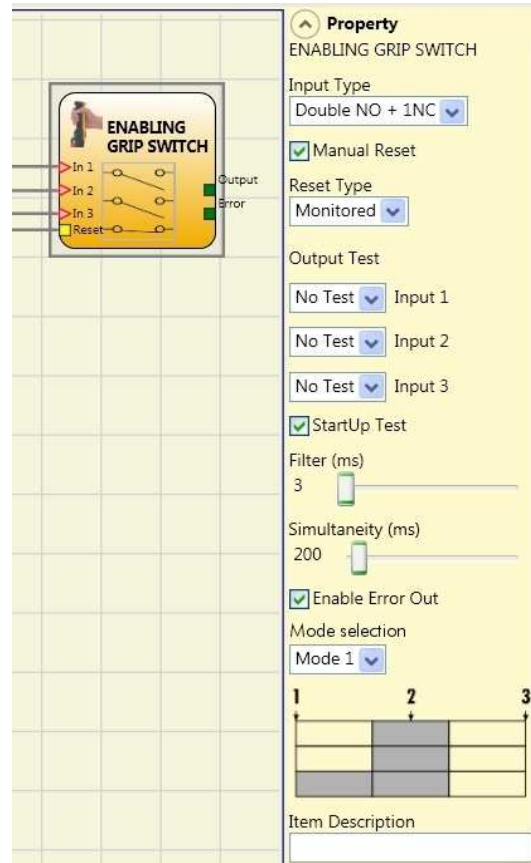 ENABLING
GRIP SWITCH
In 1
In 2
In 3
Reset
Output
Error
Property
ENABLING GRIP SWITCH
Input Type
Double NO + 1NC
Manual Reset
Reset Type
Monitored
Output Test
No Test Input 1
No Test Input 2
No Test Input 3
StartUp Test
Filter (ms)
3
Simultaneity (ms)
200
Enable Error Out
Mode selection
Mode 1
1 2 3
Item Description